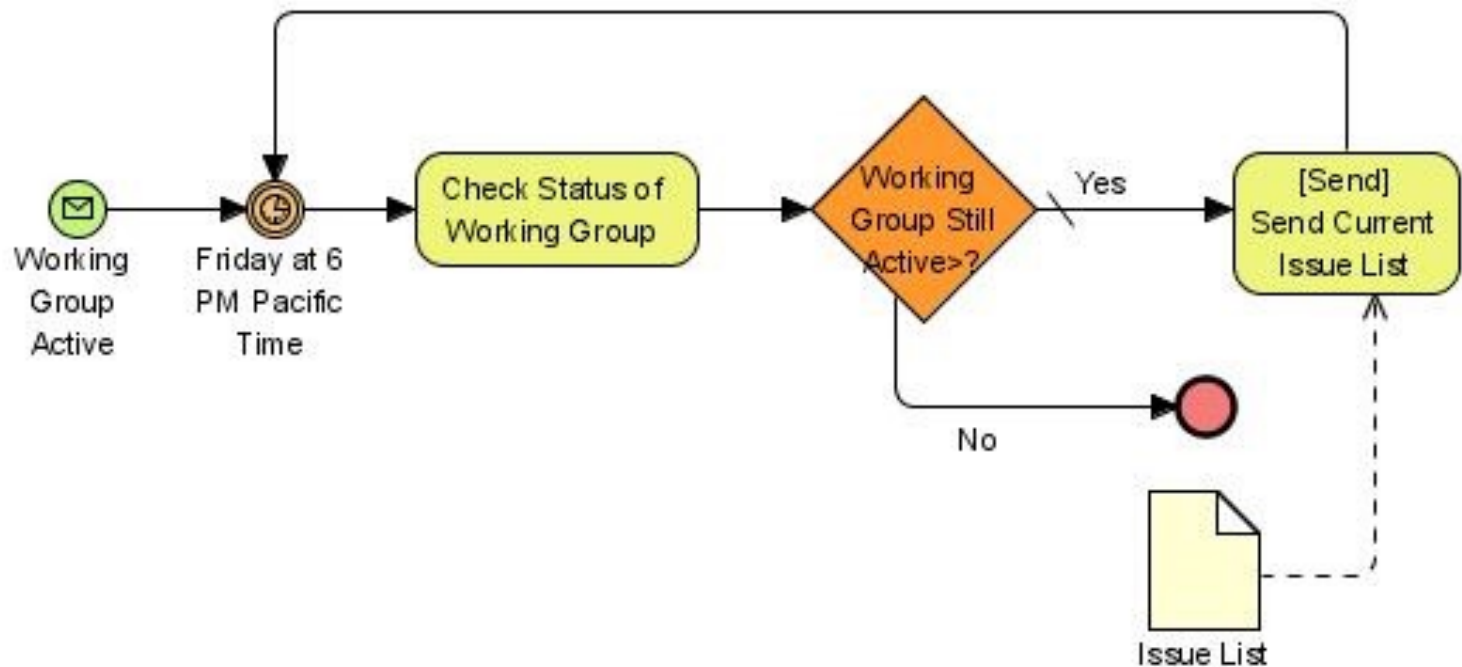 Working
Group
Active
Friday at 6
PM Pacific
Time
Check Status of
Working Group
Working
Group Still
Active>?
Yes
No
[Send]
Send Current
Issue List
Issue List